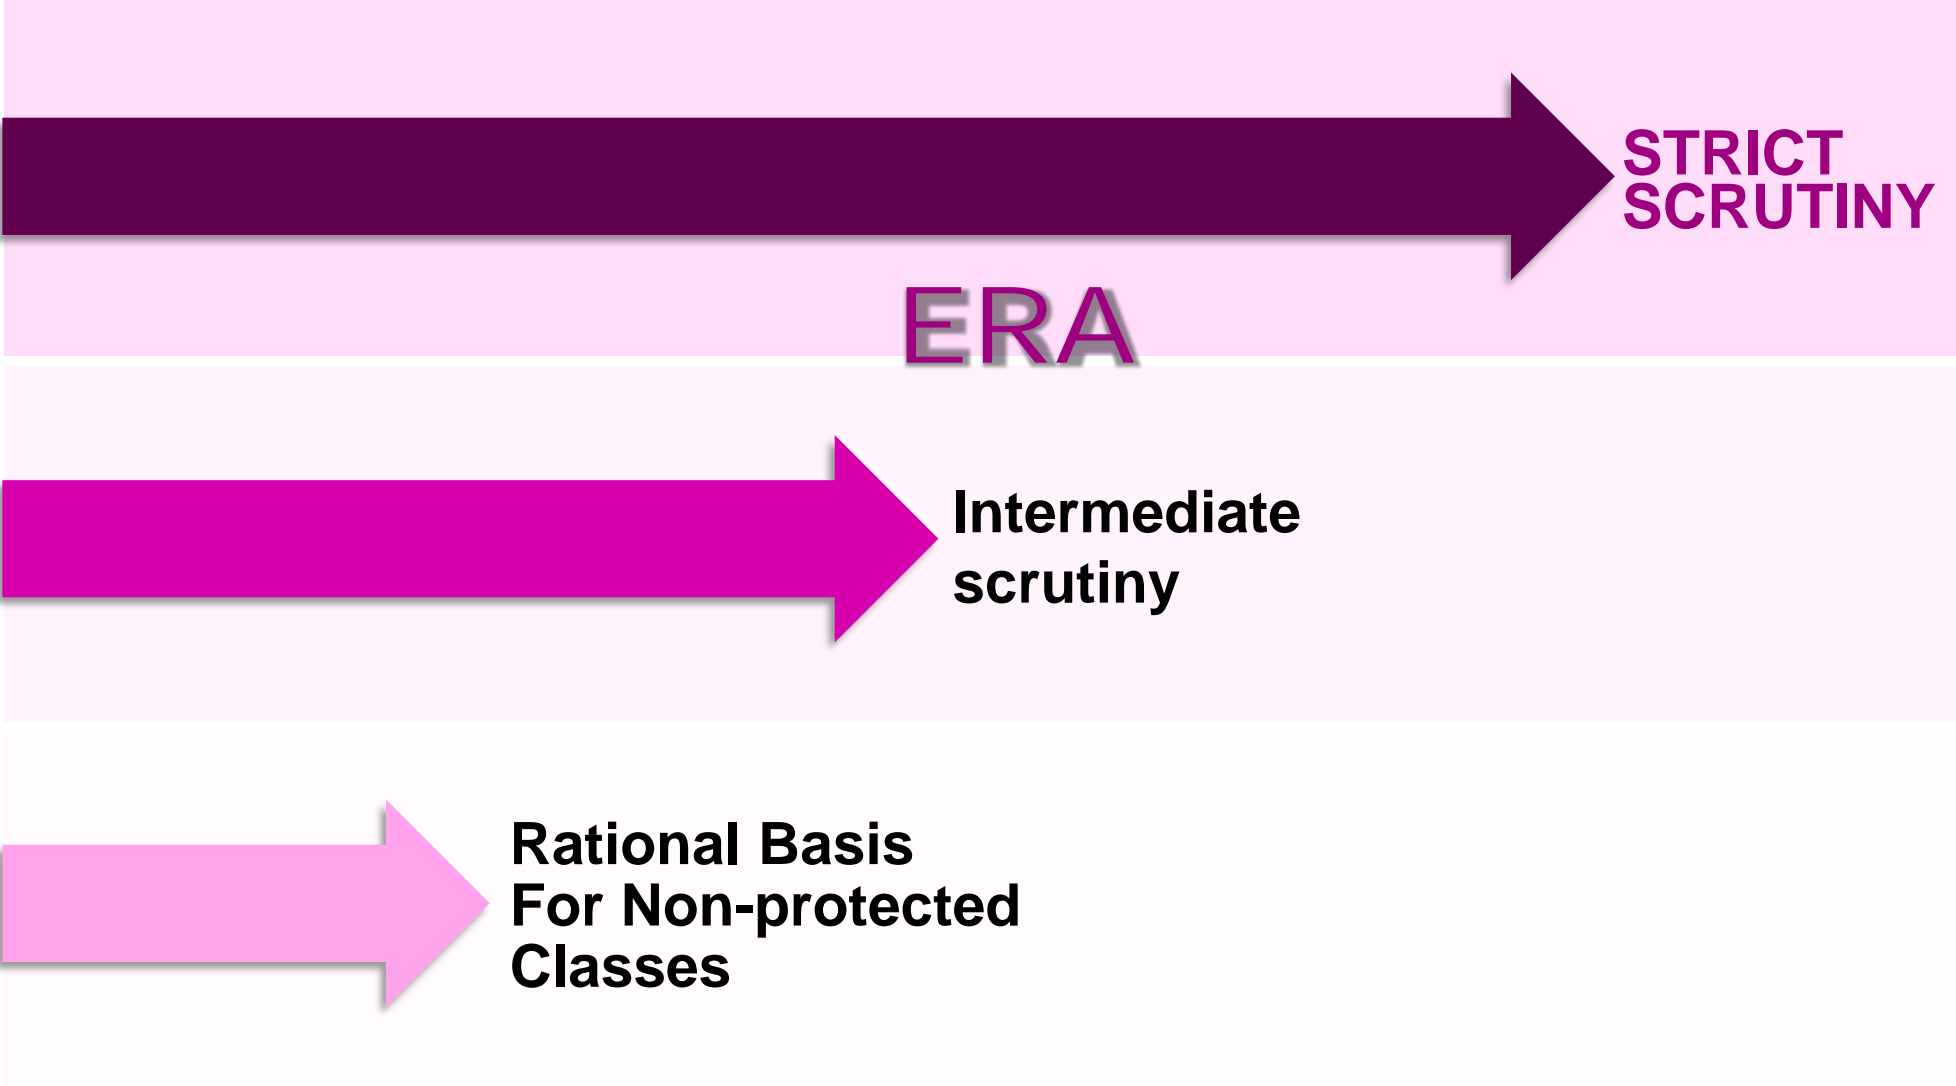 STRICT
SCRUTINY
ERA
Intermediate
scrutiny
Rational Basis
For Non-protected
Classes